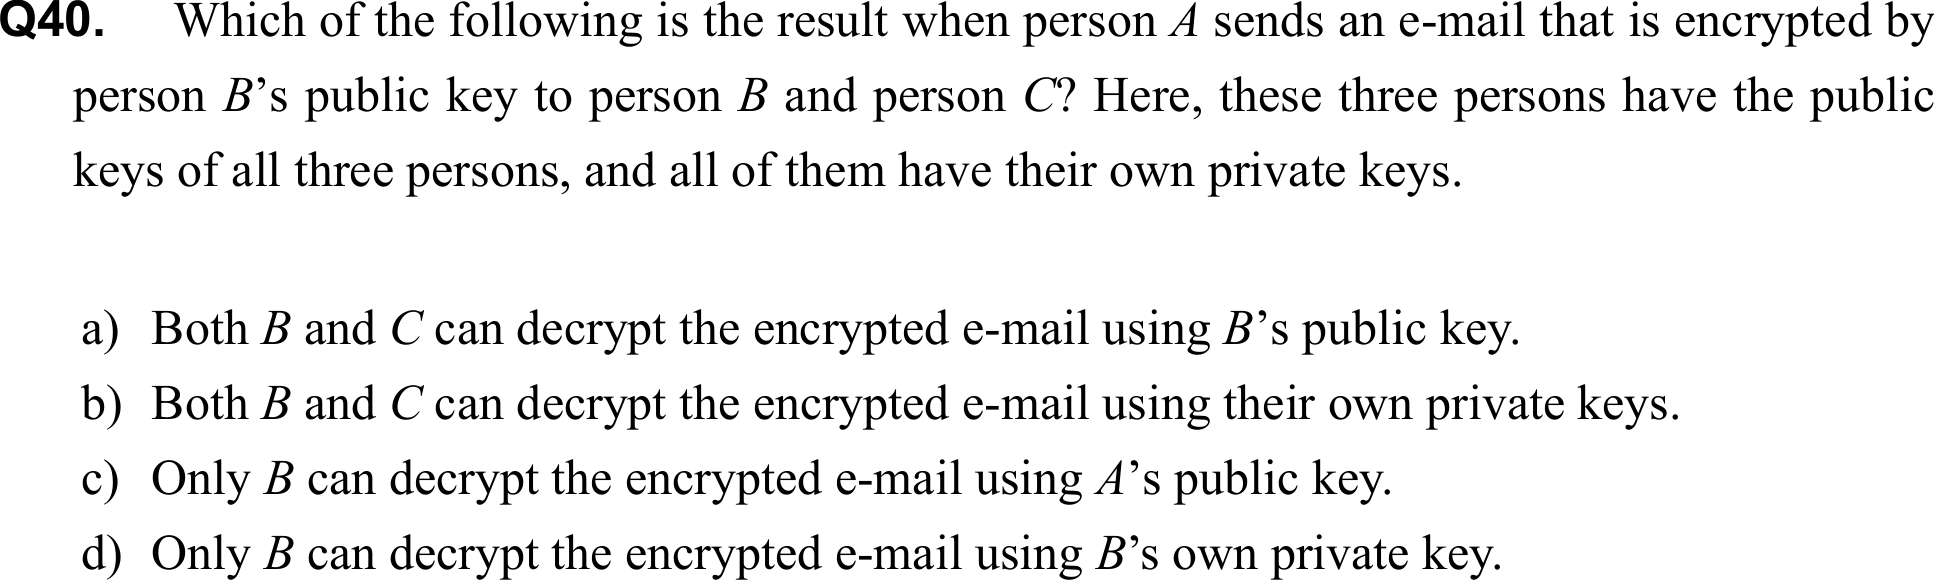 Q40. Which of the following is the result when person A sends an e-mail that is encrypted by
person B’s public key to person B and person C? Here, these three persons have the public
keys of all three persons, and all of them have their own private keys.
a) Both B and C can decrypt the encrypted e-mail using B’s public key.
b) Both B and C can decrypt the encrypted e-mail using their own private keys.
c) Only B can decrypt the encrypted e-mail using A’s public key.
d) Only B can decrypt the encrypted e-mail using B’s own private key.